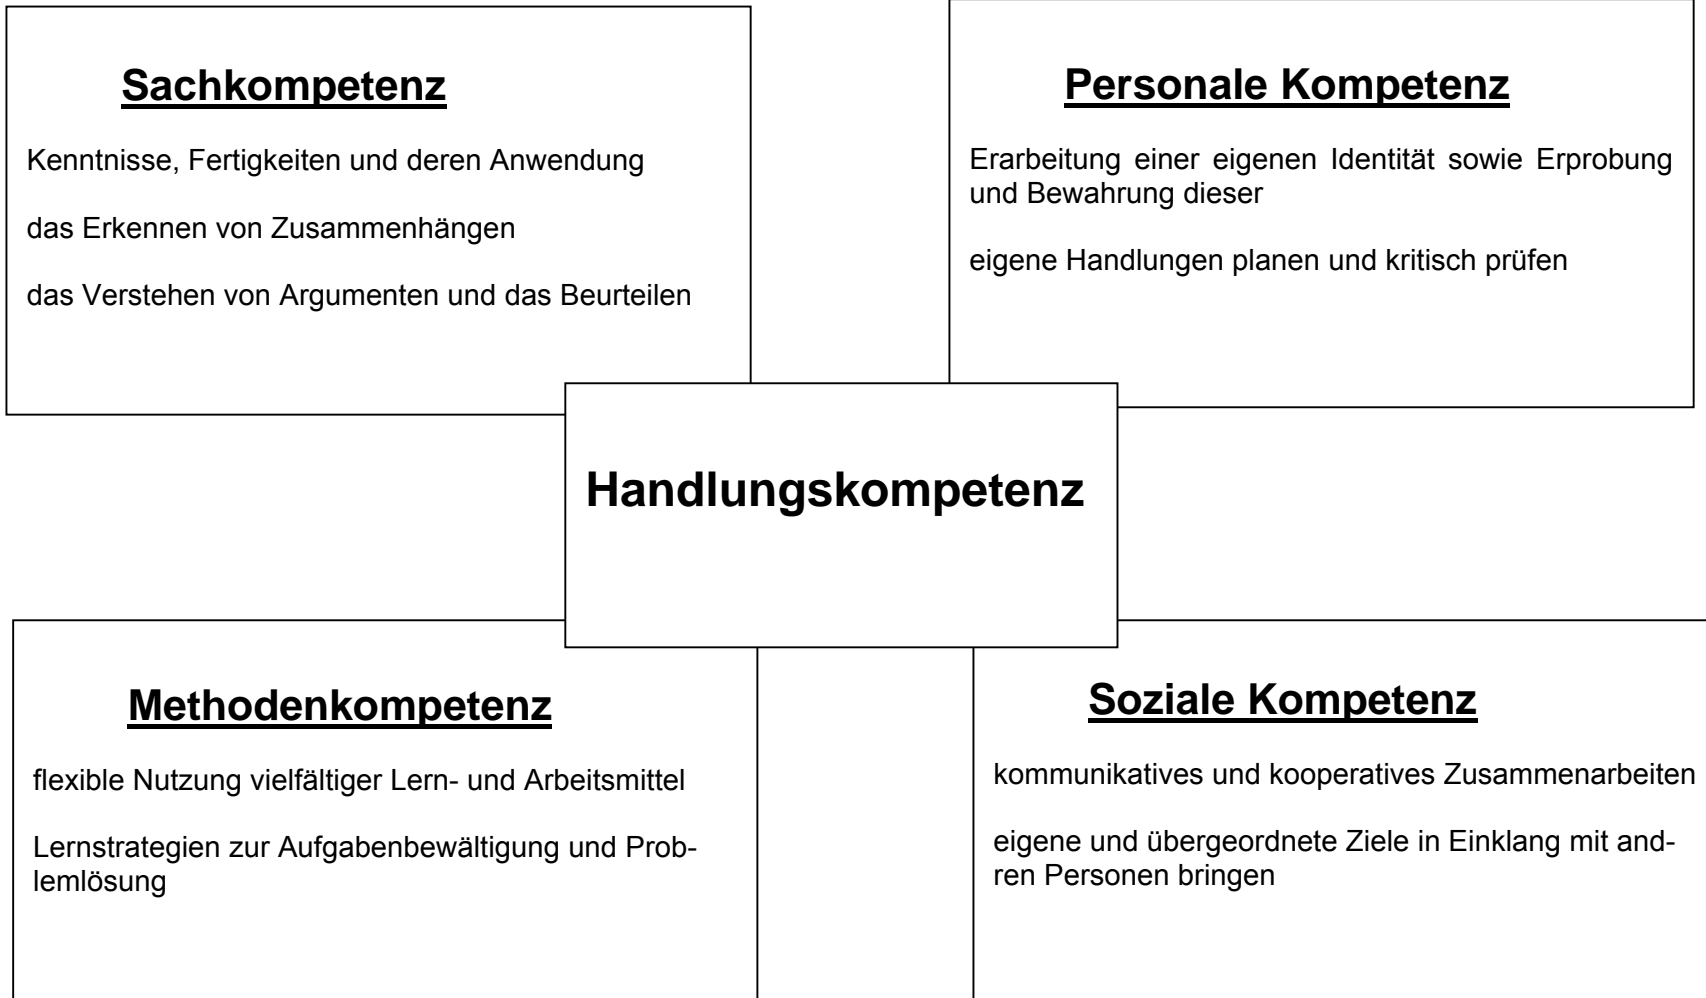 Sachkompetenz
Kenntnisse, Fertigkeiten und deren Anwendung
das Erkennen von Zusammenhängen
das Verstehen von Argumenten und das Beurteilen
Personale Kompetenz
Erarbeitung einer eigenen Identität sowie Erprobung
und Bewahrung dieser
eigene Handlungen planen und kritisch prüfen
Handlungskompetenz
Methodenkompetenz
flexible Nutzung vielfältiger Lern- und Arbeitsmittel
Lernstrategien zur Aufgabenbewältigung und Prob-
lemlösung
Soziale Kompetenz
kommunikatives und kooperatives Zusammenarbeiten
eigene und übergeordnete Ziele in Einklang mit and-
ren Personen bringen